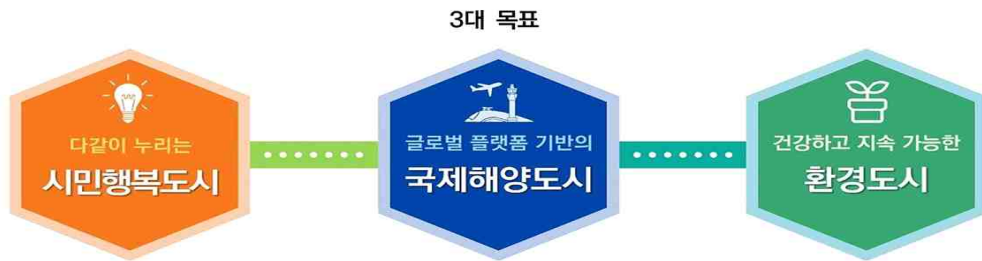 3대 목표
다같이 누리는
시민행복도시
글로벌 플랫폼 기반의
국제해양도시
건강하고 지속 가능한
환경도시